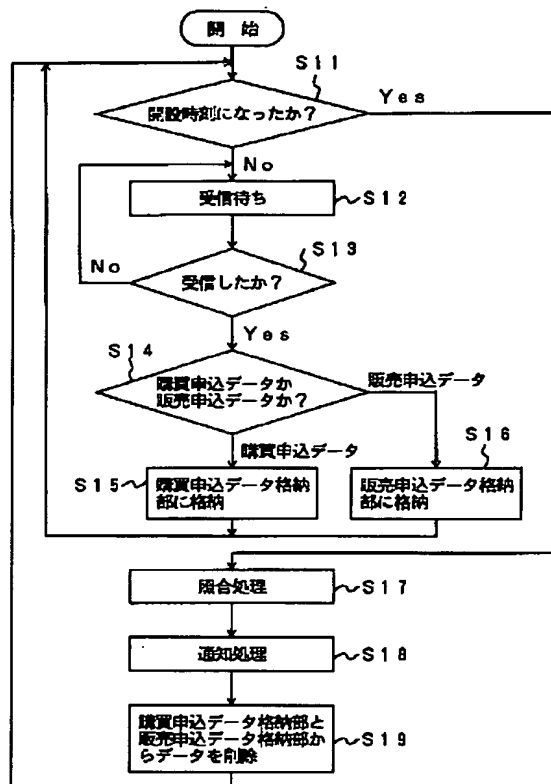 開始
S11
開設時刻になったか？
Yes
No
受信待ち
S12
S13
No
受信したか？
Yes
S14
購買申込データか
販売申込データか？
販売申込データ
購買申込データ
S16
S15
購買申込データ格納
部に格納
販売申込データ格納
部に格納
照合処理
S17
通知処理
S18
購買申込データ格納部と
販売申込データ格納部か
らデータを削除
S19